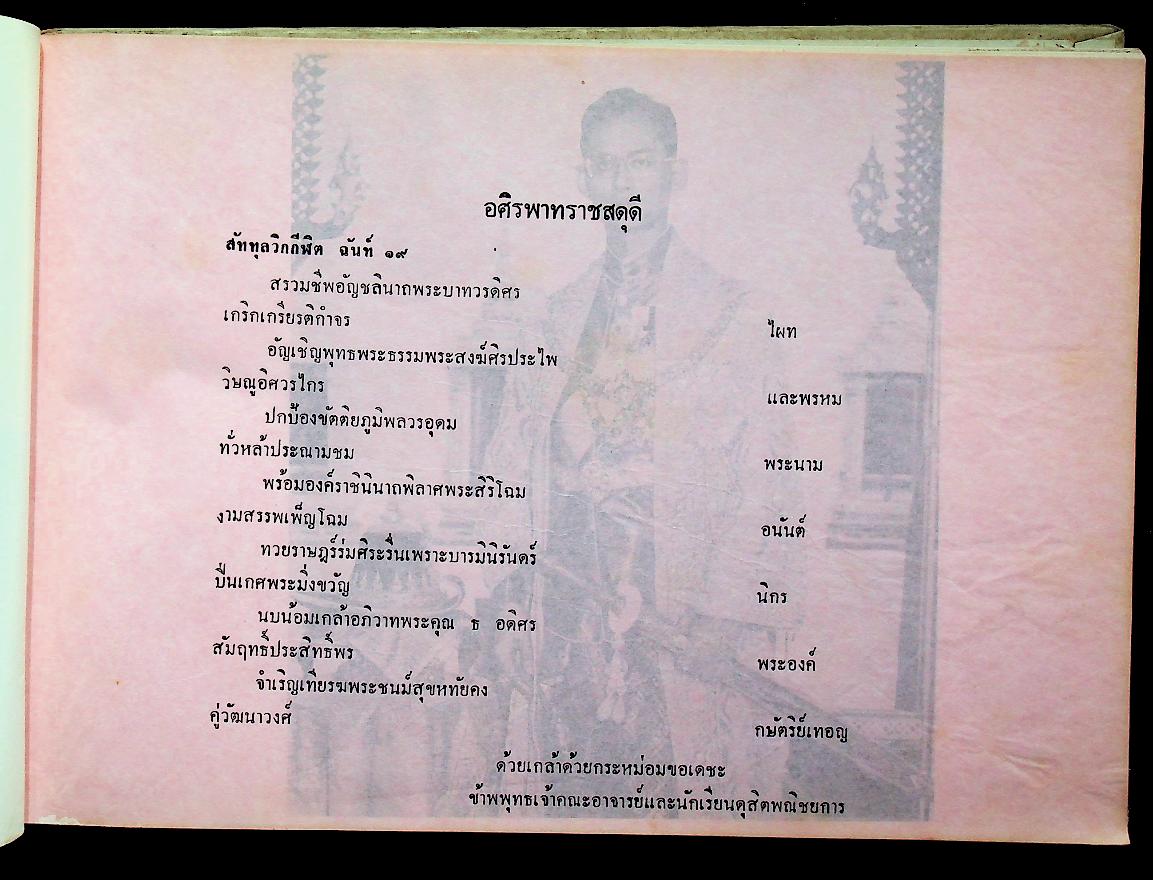 อศิรพาทราชสดุดี
สัททุลวิกกีฬิต ฉันท์ ๑๙
สรวมชีพอัญชลินาถพระบาทวรดิศร
เกริกเกรียรติกำจร ไผท
อัญเชิญพุทธพระธรรมพระสงฆ์ศิรประไพ
วิษณูอิศวรไกร และพรหม
ปกป้องขัตติยภูมิพลวรอุดม
ทั่วหล้าประณามชม พระนาม
พร้อมองค์ราชินินาถพิลาศพระสิริโฉม
งามสรรพเพ็ญโฉม อนันต์
ทวยราษฎร์ร่มศิระรื่นเพราะบารมินิรันดร์
ปิ่นเกศพระมิ่งขวัญ นิกร
นบน้อมเกล้าอภิวาทพระคุณ ธ อดิศร
สัมฤทธิ์ประสิทธิ์พร พระองค์
จำเริญเทียรฆพระชนม์สุขหทัยคง
คู่วัฒนาวงศ์ กษัตริย์เทอญ
ด้วยเกล้าด้วยกระหม่อมขอเดชะ
ข้าพพุทธเจ้าคณะอาจารย์และนักเรียนดุสิตพณิชยการ